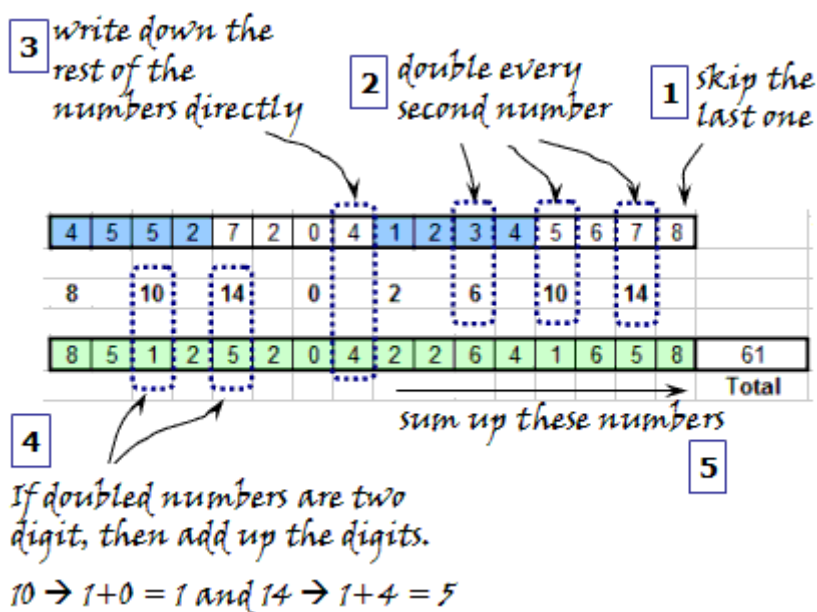 3 write down the
rest of the
numbers directly
2 double every
second number
1 skip the
last one
4 5 5 2 7 2 0 4 1 2 3 4 5 6 7 8
8 10 14 0 2 6 10 14
8 5 1 2 5 2 0 4 2 2 6 4 1 6 5 8 61
Total
sum up these numbers
5
4
If doubled numbers are two
digit, then add up the digits.
10 → 1+0 = 1 and 14 → 1+4 = 5